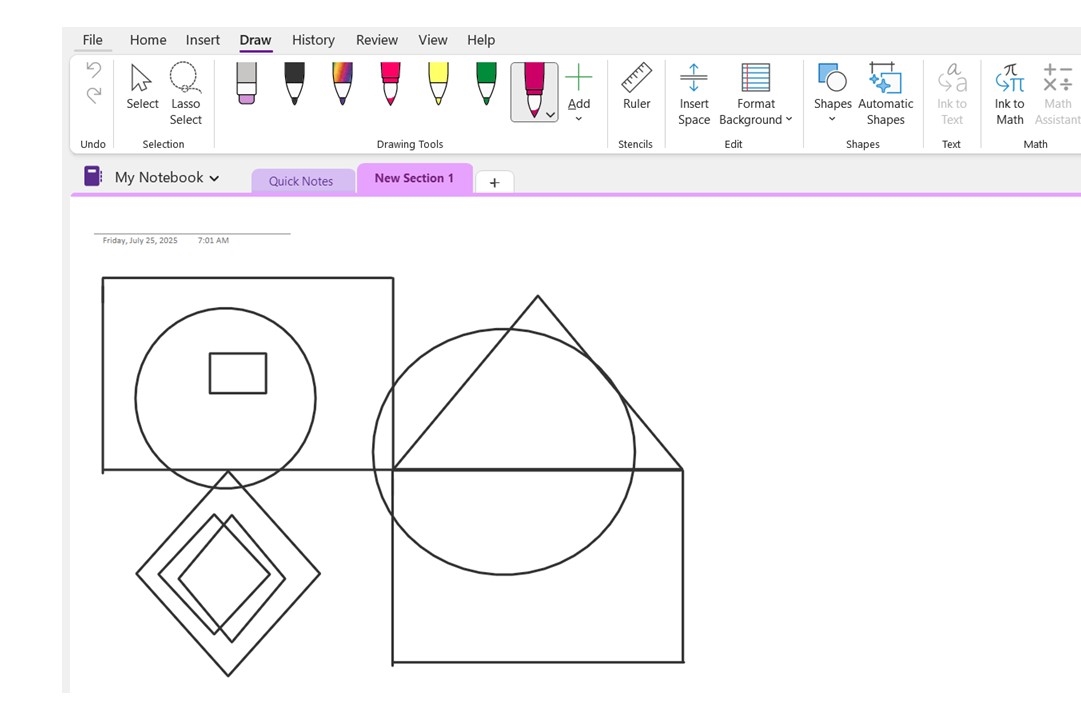 File Home Insert Draw History Review View Help
Select Lasso Select Add Ruler Insert Space Format Background Shapes Automatic Shapes Ink to Text Ink to Math Math Assistant
Undo Selection Drawing Tools Stencils Edit Shapes Text Math
My Notebook Quick Notes New Section 1 +
Friday, July 25, 2025 7:01 AM